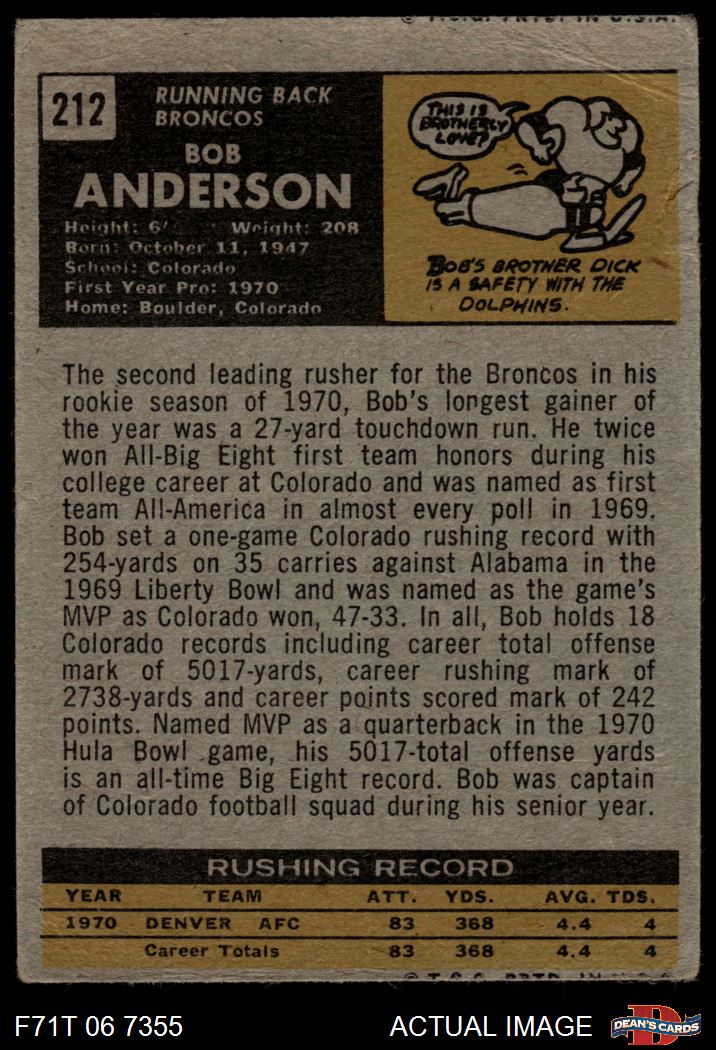 212
RUNNING BACK
BRONCOS
BOB
ANDERSON
Height: 6' Weight: 208
Born: October 11, 1947
School: Colorado
First Year Pro: 1970
Home: Boulder, Colorado
THIS IS
BROTHERLY
LOVE?
BOB'S BROTHER DICK
IS A SAFETY WITH THE
DOLPHINS.
The second leading rusher for the Broncos in his
rookie season of 1970, Bob's longest gainer of
the year was a 27-yard touchdown run. He twice
won All-Big Eight first team honors during his
college career at Colorado and was named as first
team All-America in almost every poll in 1969.
Bob set a one-game Colorado rushing record with
254-yards on 35 carries against Alabama in the
1969 Liberty Bowl and was named as the game's
MVP as Colorado won, 47-33. In all, Bob holds 18
Colorado records including career total offense
mark of 5017-yards, career rushing mark of
2738-yards and career points scored mark of 242
points. Named MVP as a quarterback in the 1970
Hula Bowl game, his 5017-total offense yards
is an all-time Big Eight record. Bob was captain
of Colorado football squad during his senior year.
RUSHING RECORD
YEAR TEAM ATT. YDS. AVG. TDS.
1970 DENVER AFC 83 368 4.4 4
Career Totals 83 368 4.4 4
F71T 06 7355 ACTUAL IMAGE
DEAN'S CARDS